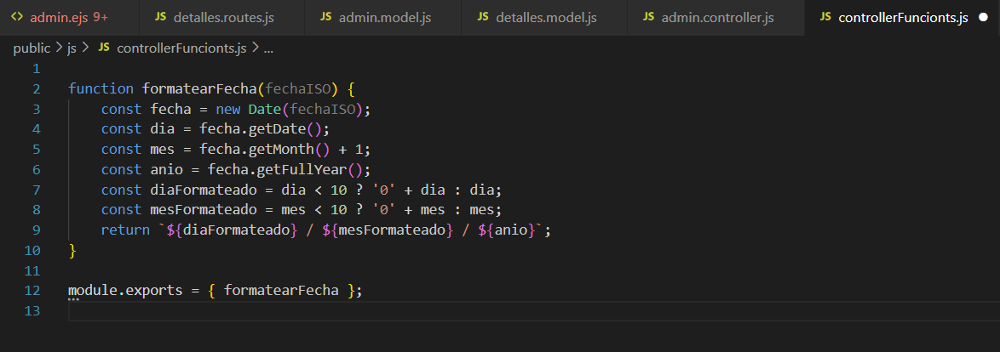 <> admin.ejs 9+ JS detalles.routes.js JS admin.model.js JS detalles.model.js JS admin.controller.js JS controllerFuncionts.js
public > js > JS controllerFuncionts.js > ...
1
2 function formatearFecha(fechaISO) {
3     const fecha = new Date(fechaISO);
4     const dia = fecha.getDate();
5     const mes = fecha.getMonth() + 1;
6     const anio = fecha.getFullYear();
7     const diaFormateado = dia < 10 ? '0' + dia : dia;
8     const mesFormateado = mes < 10 ? '0' + mes : mes;
9     return `${diaFormateado} / ${mesFormateado} / ${anio}`;
10 }
11
12 module.exports = { formatearFecha };
13